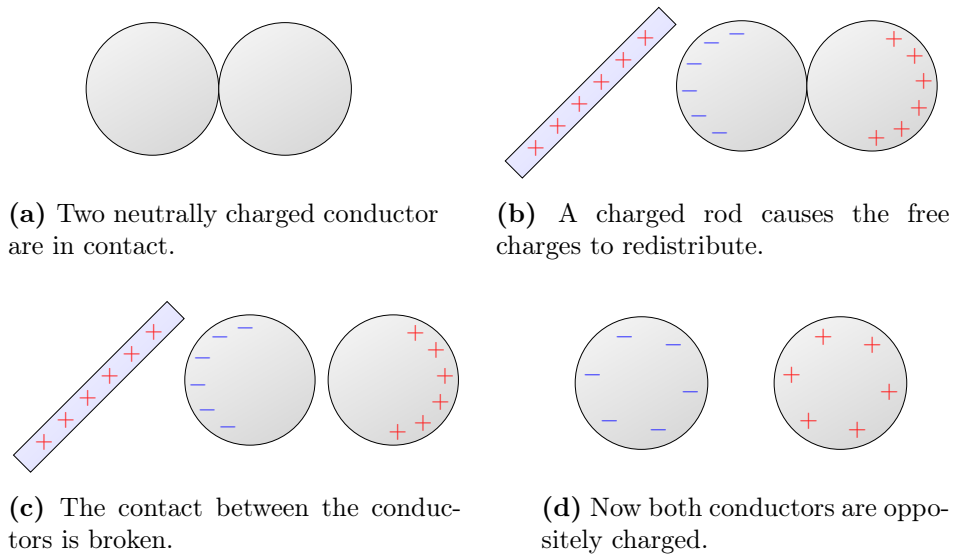 (a) Two neutrally charged conductor
are in contact.
(b) A charged rod causes the free
charges to redistribute.
(c) The contact between the conduc-
tors is broken.
(d) Now both conductors are oppo-
sitely charged.